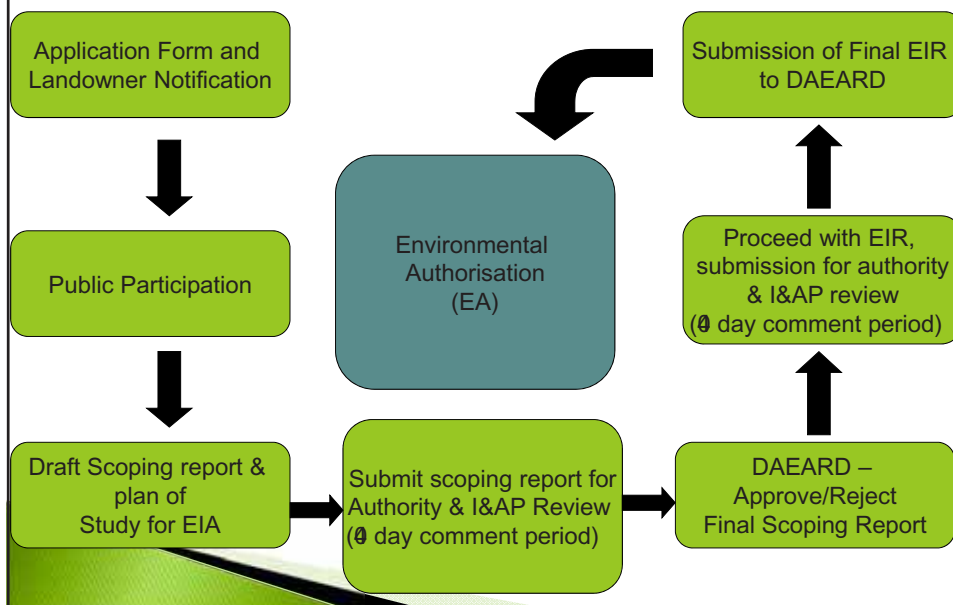 Application Form and
Landowner Notification
Public Participation
Draft Scoping report &
plan of
Study for EIA
Submit scoping report for
Authority & I&AP Review
day comment period)
DAEARD –
Approve/Reject
Final Scoping Report
Proceed with EIR,
submission for authority
& I&AP review
day comment period)
Submission of Final EIR
to DAEARD
Environmental
Authorisation
(EA)